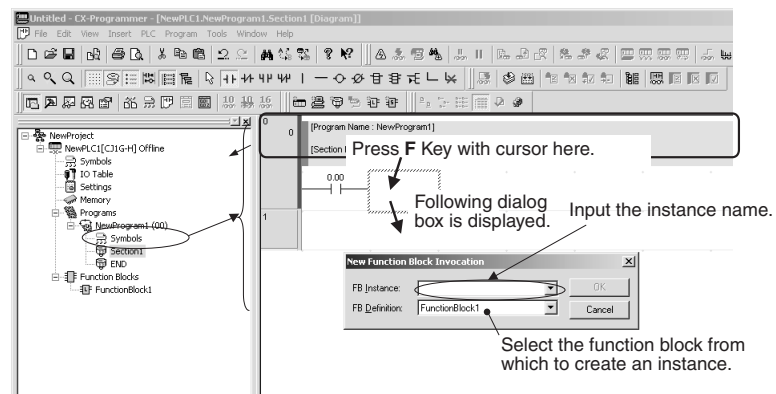 Untitled - CX-Programmer - [NewPLC1.NewProgram1.Section1 [Diagram]]
File Edit View Insert PLC Program Tools Window Help
10 10 16
NewProject
NewPLC1[CJ1G-H] Offline
Symbols
IO Table
Settings
Memory
Programs
NewProgram1 (00)
Symbols
Section1
END
Function Blocks
FunctionBlock1
0
0
[Program Name : NewProgram1]
[Section
Press F Key with cursor here.
0.00
Following dialog
box is displayed.
Input the instance name.
1
New Function Block Invocation
FB Instance:
OK
FB Definition:
FunctionBlock1
Cancel
Select the function block from
which to create an instance.